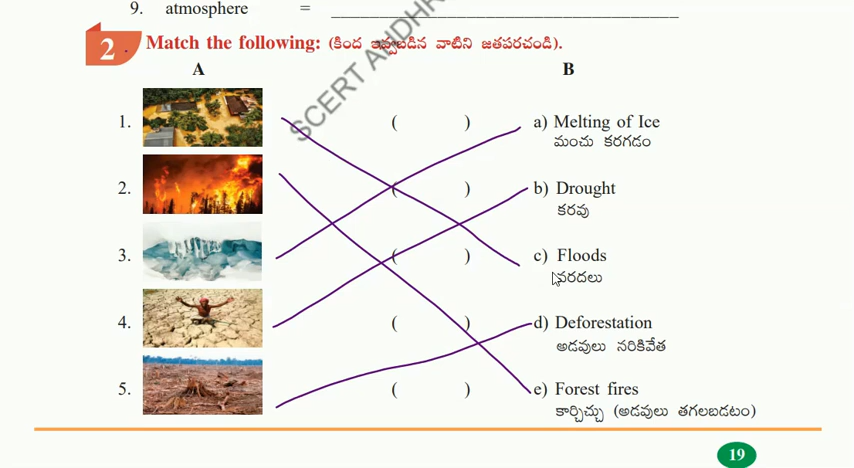 9. atmosphere =
2. Match the following: (కింద ఇవ్వబడిన వాటిని జతపరచండి).
A B
1. ( ) a) Melting of Ice
మంచు కరగడం
2. ( ) b) Drought
కరవు
3. ( ) c) Floods
వరదలు
4. ( ) d) Deforestation
అడవులు నరికివేత
5. ( ) e) Forest fires
కార్చిచ్చు (అడవులు తగలబడటం)
19
SCERT ANDHR